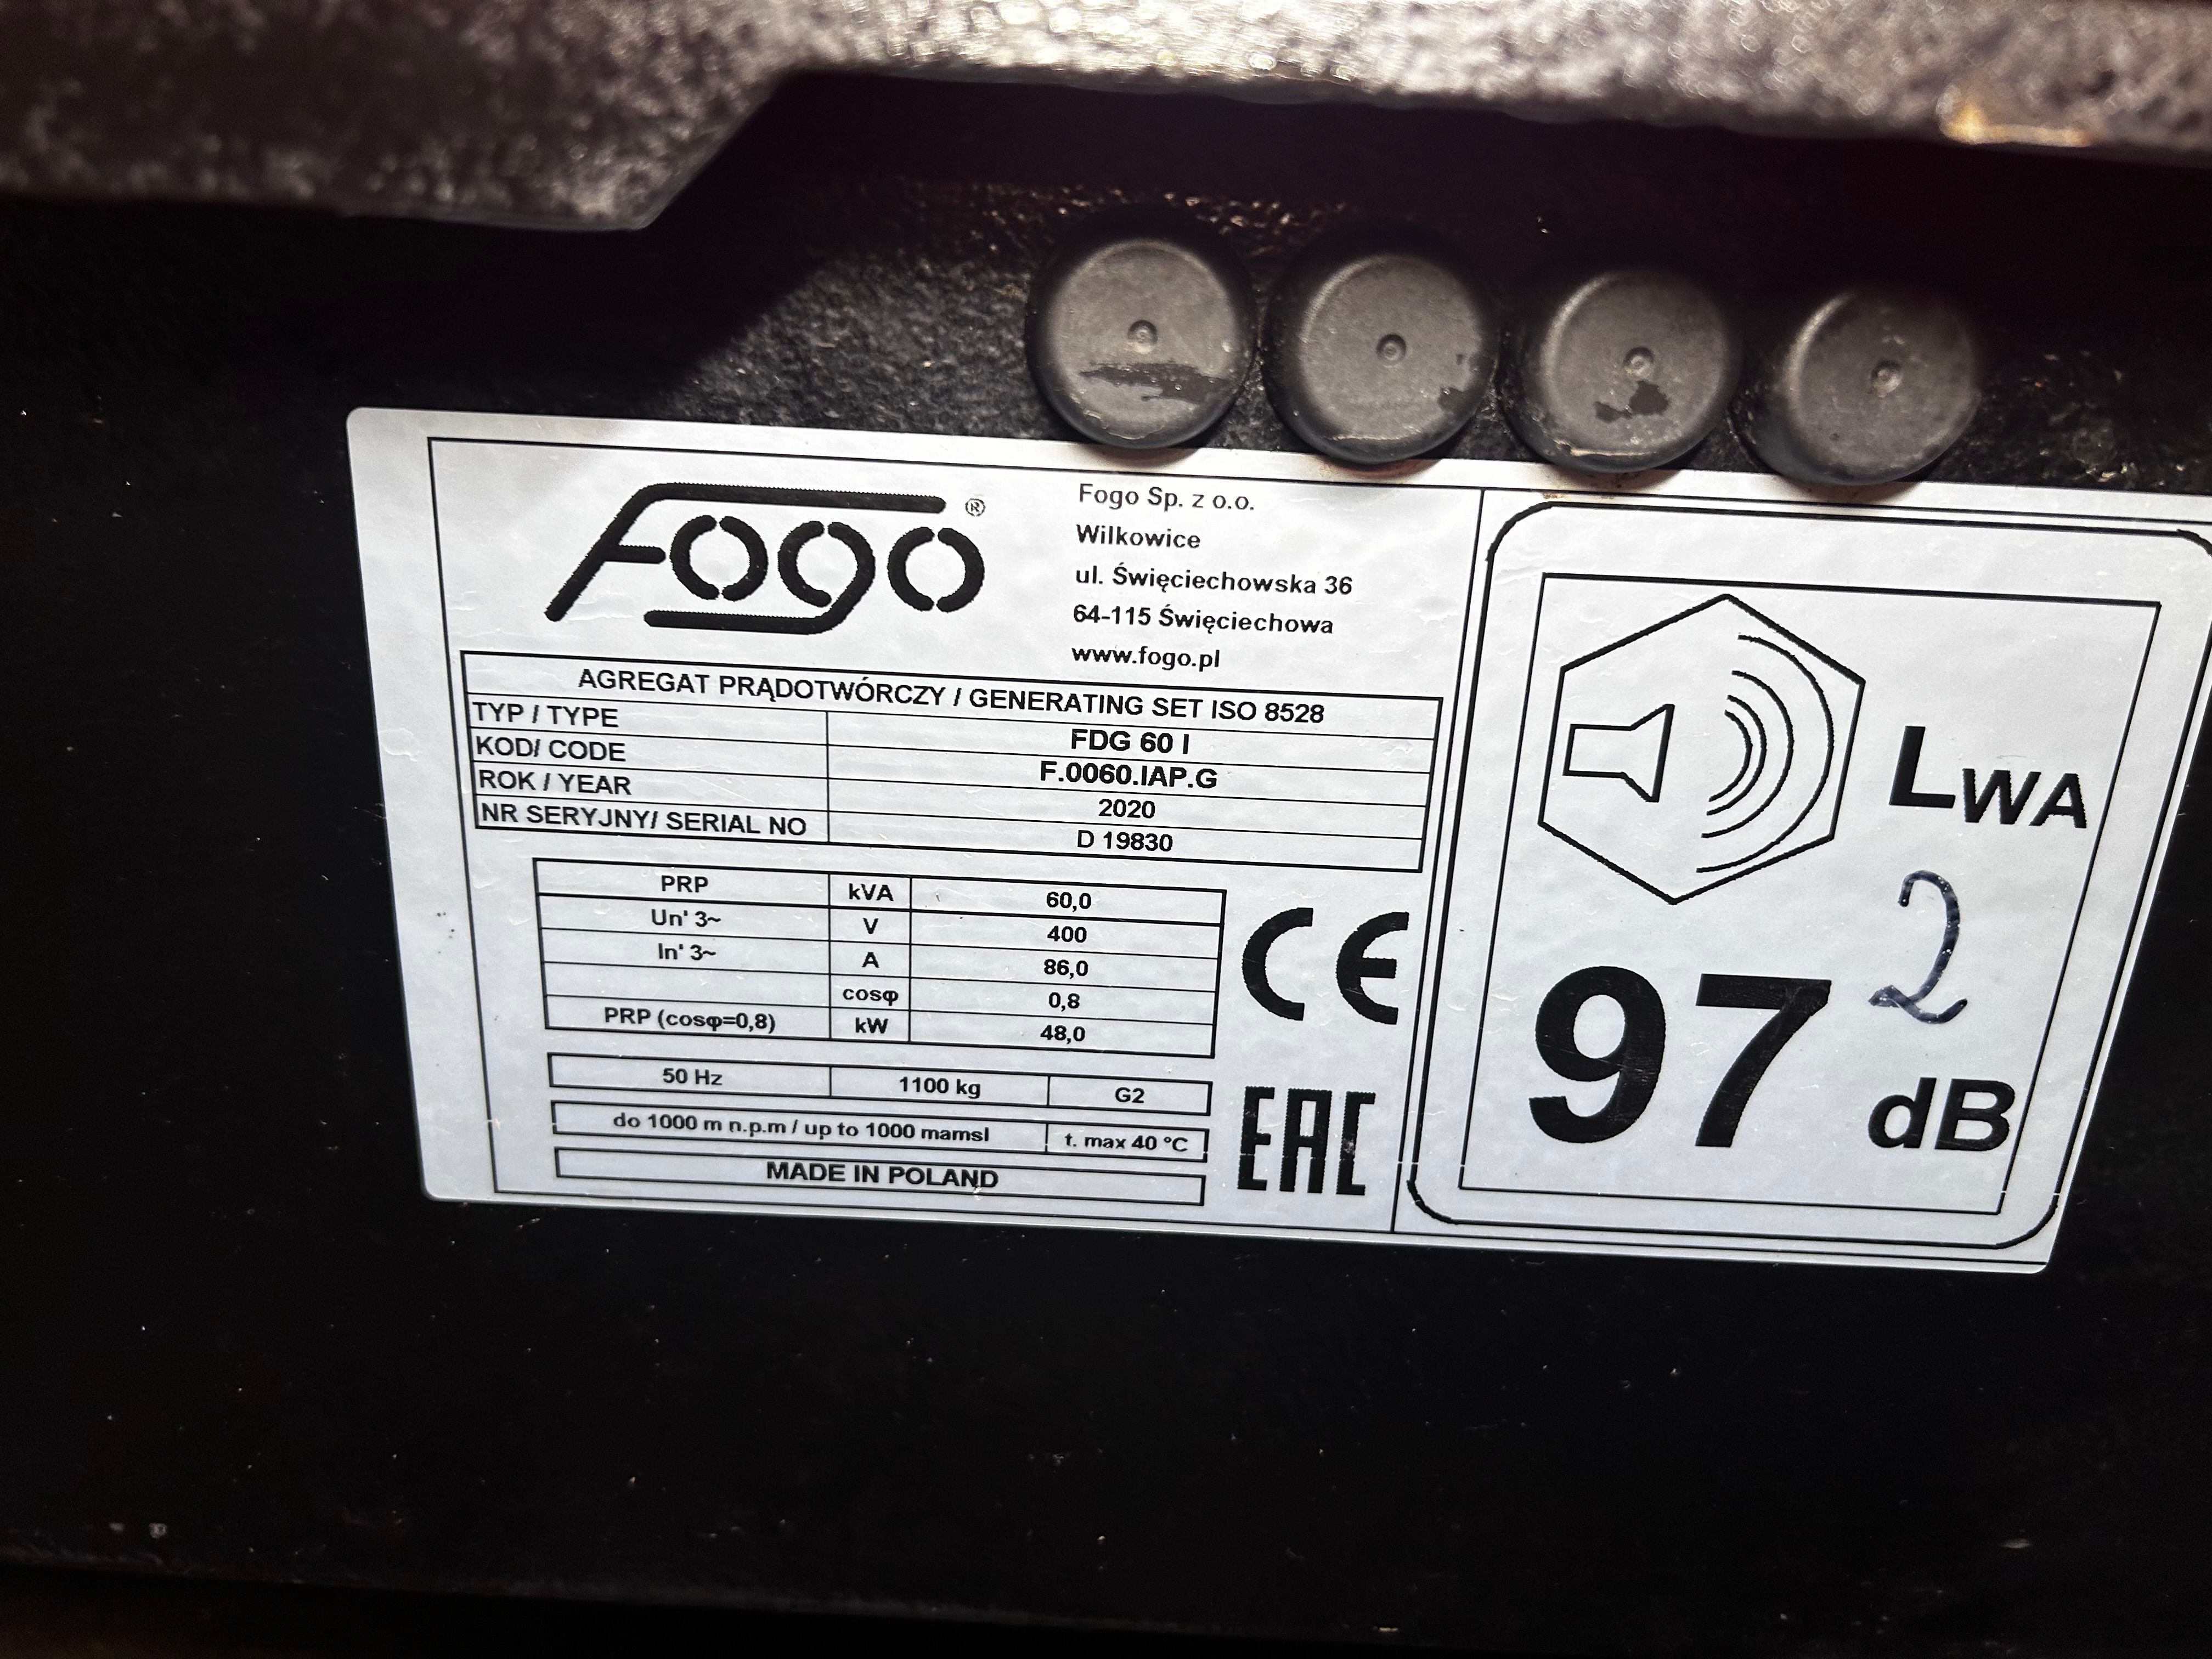 Fogo®
Fogo Sp. z o.o.
Wilkowice
ul. Święciechowska 36
64-115 Święciechowa
www.fogo.pl
AGREGAT PRĄDOTWÓRCZY / GENERATING SET ISO 8528
TYP / TYPE FDG 60 I
KOD/ CODE F.0060.IAP.G
ROK / YEAR 2020
NR SERYJNY/ SERIAL NO D 19830
PRP kVA 60,0
Un' 3~ V 400
In' 3~ A 86,0
cosφ 0,8
PRP (cosφ=0,8) kW 48,0
50 Hz 1100 kg G2
do 1000 m n.p.m / up to 1000 mamsl t. max 40 °C
MADE IN POLAND
CE
EAC
LWA
2
97 dB